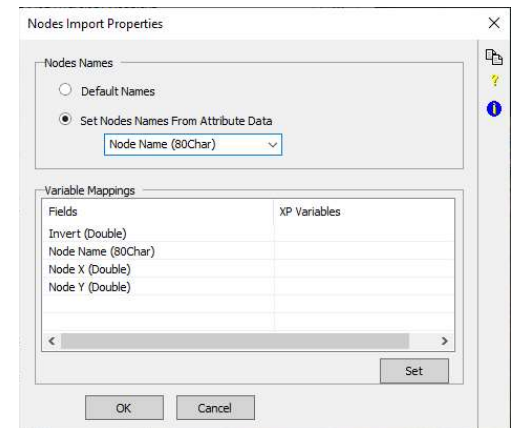 Nodes Import Properties
Nodes Names
Default Names
Set Nodes Names From Attribute Data
Node Name (80Char)
Variable Mappings
Fields XP Variables
Invert (Double)
Node Name (80Char)
Node X (Double)
Node Y (Double)
Set
OK Cancel